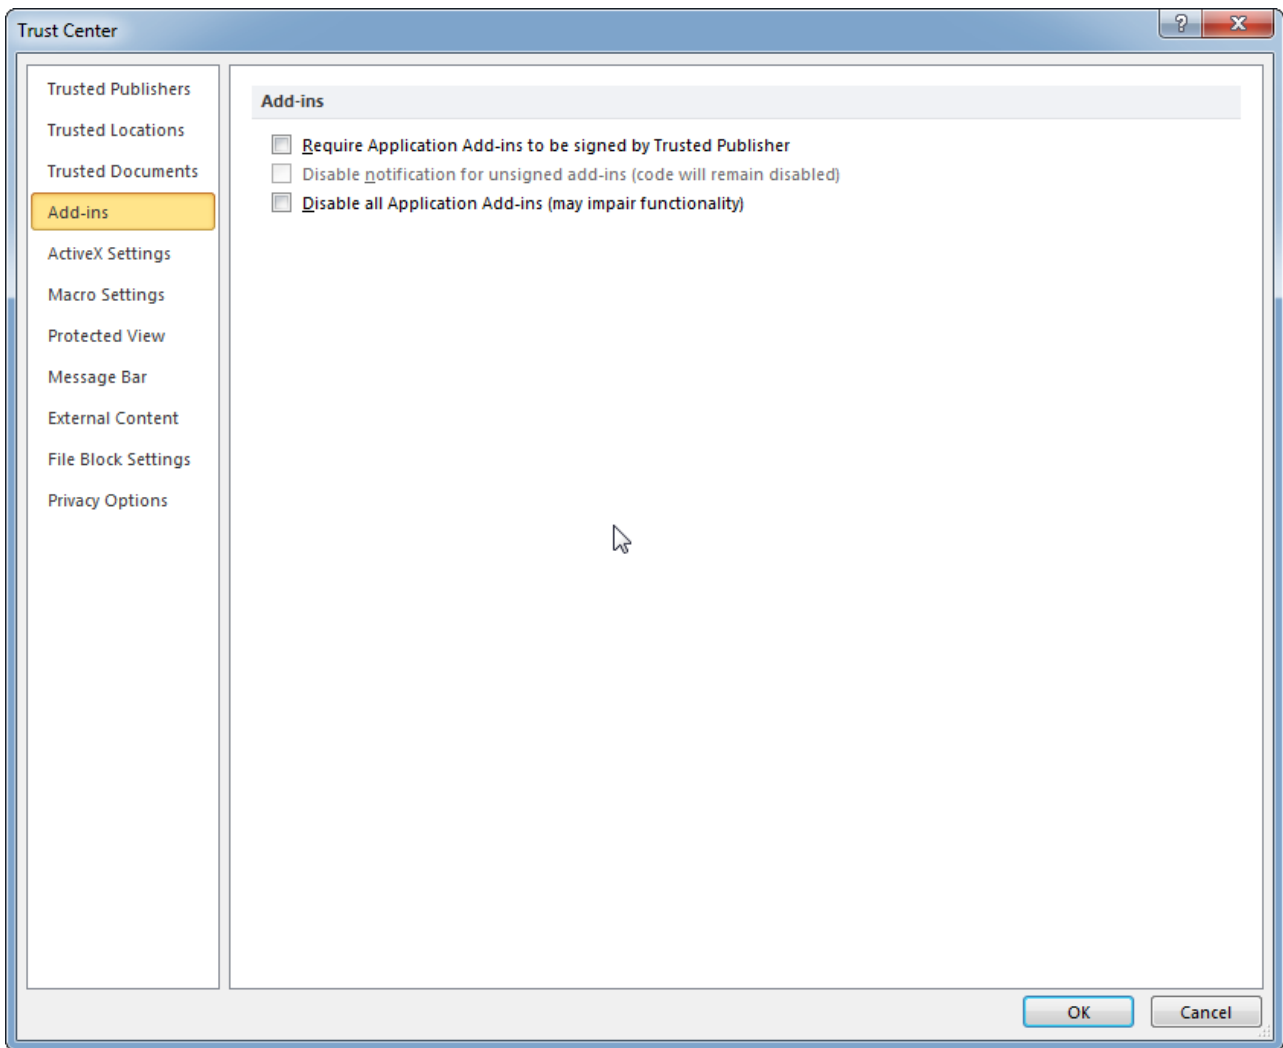 Trust Center
?
Trusted Publishers
Trusted Locations
Trusted Documents
Add-ins
ActiveX Settings
Macro Settings
Protected View
Message Bar
External Content
File Block Settings
Privacy Options
Add-ins
Require Application Add-ins to be signed by Trusted Publisher
Disable notification for unsigned add-ins (code will remain disabled)
Disable all Application Add-ins (may impair functionality)
OK
Cancel